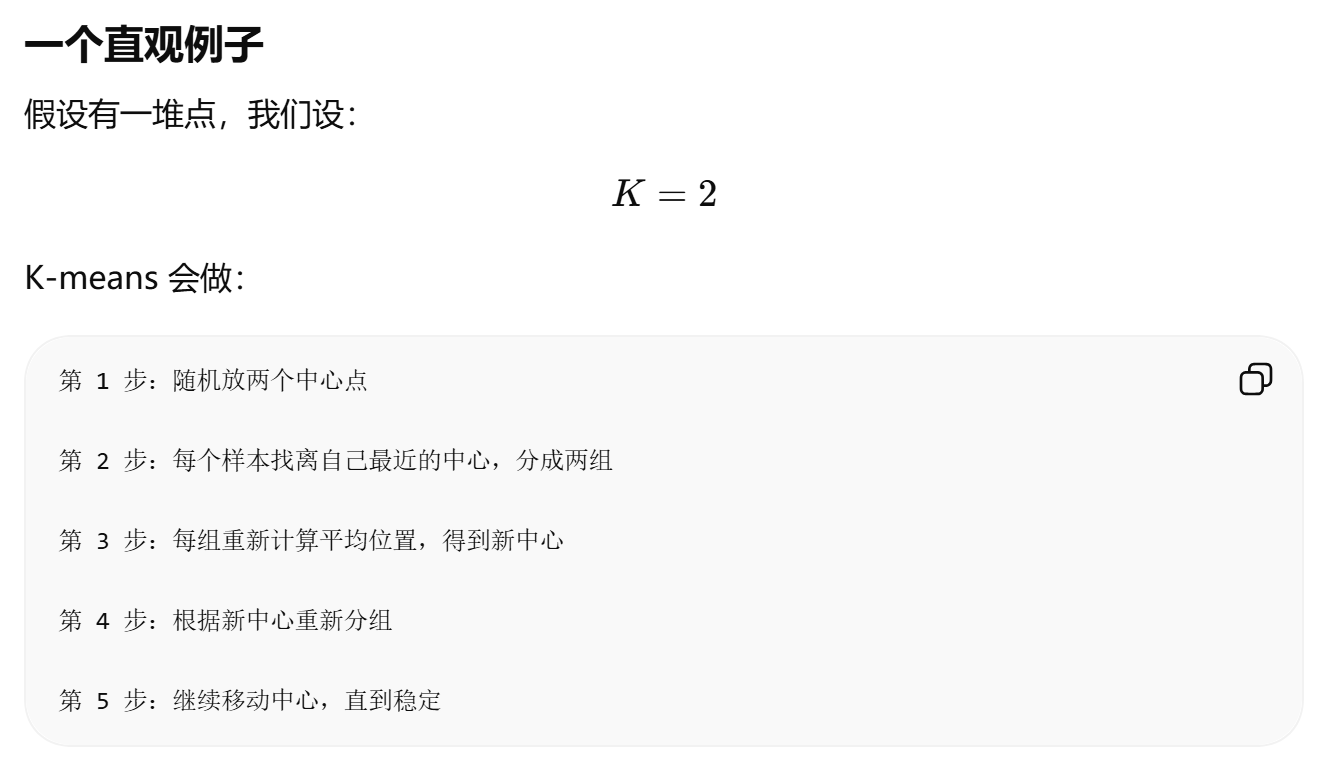 一个直观例子
假设有一堆点，我们设：
K = 2
K-means 会做：
第 1 步：随机放两个中心点
第 2 步：每个样本找离自己最近的中心，分成两组
第 3 步：每组重新计算平均位置，得到新中心
第 4 步：根据新中心重新分组
第 5 步：继续移动中心，直到稳定